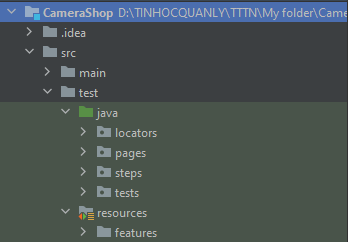 CameraShop D:\TINHOCQUANLY\TTTN\My folder\Came
.idea
src
main
test
java
locators
pages
steps
tests
resources
features